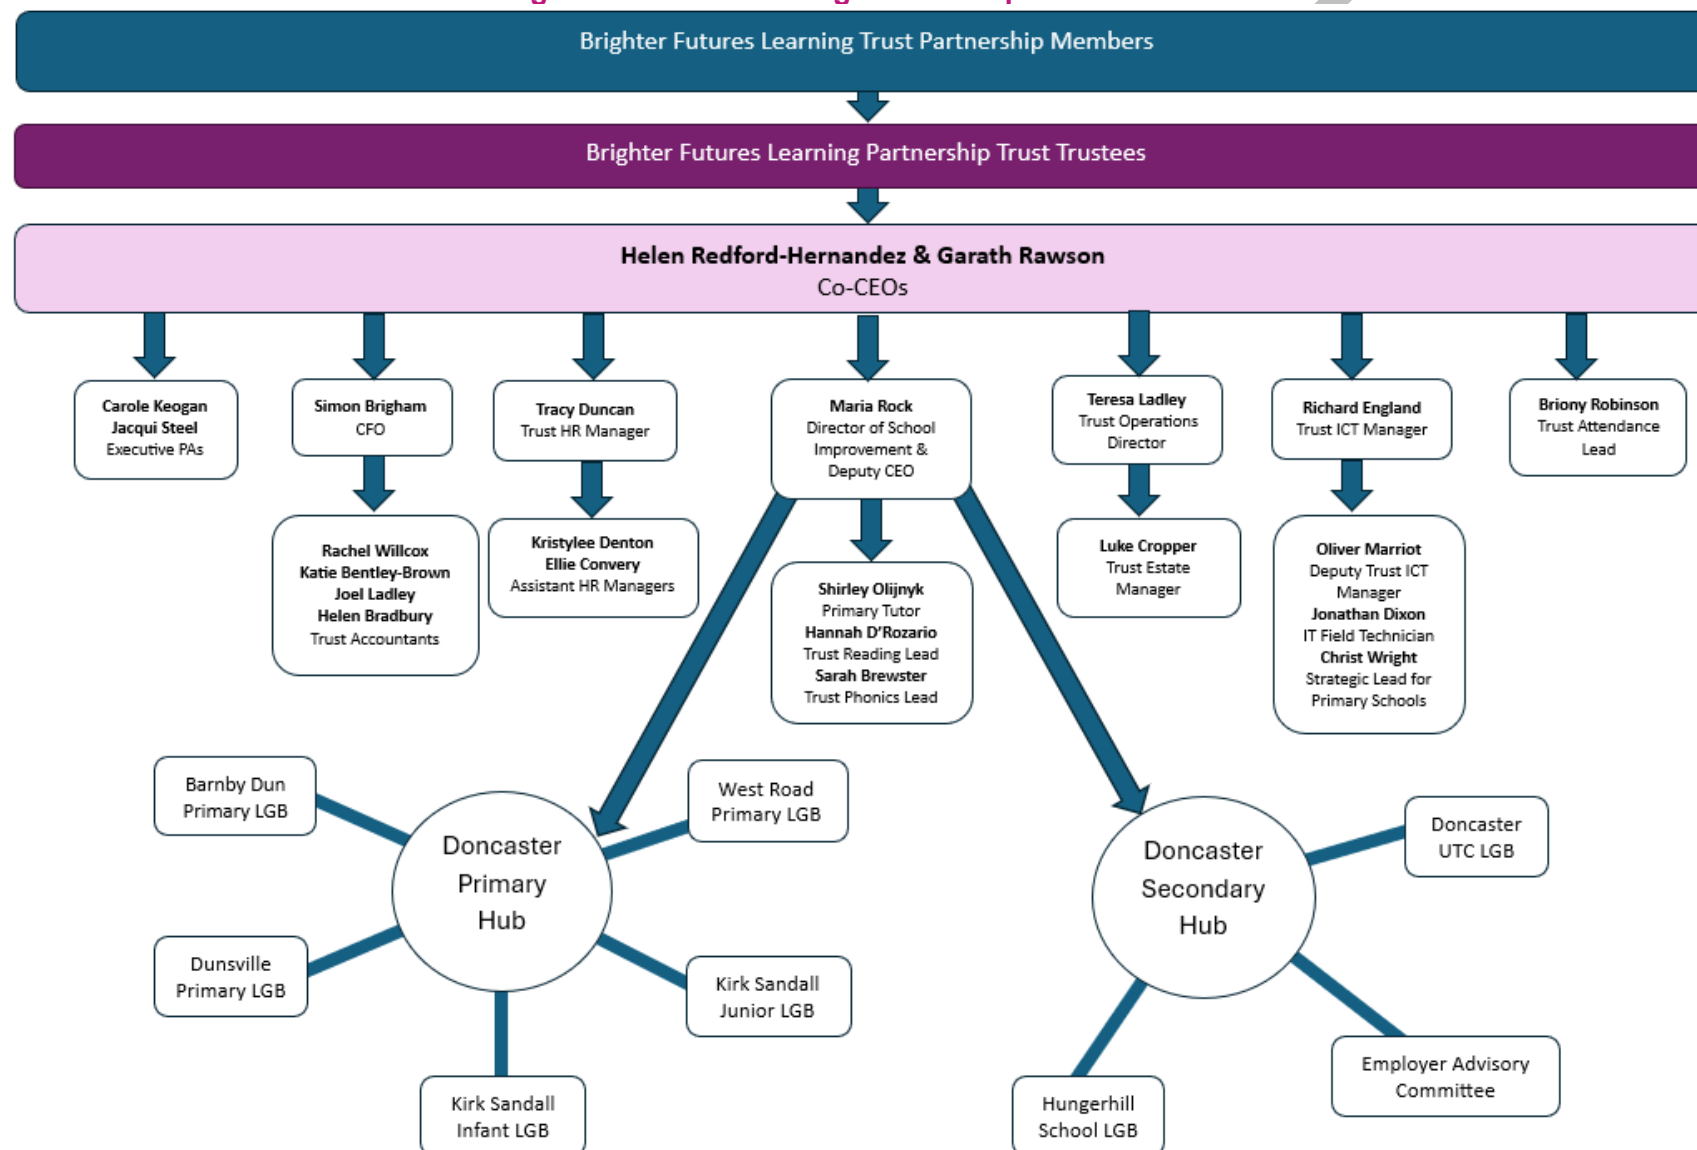 Brighter Futures Learning Trust Partnership Members
Brighter Futures Learning Partnership Trust Trustees
Helen Redford-Hernandez & Garath Rawson
Co-CEOs
Carole Keogan
Jacqui Steel
Executive PAs
Simon Brigham
CFO
Tracy Duncan
Trust HR Manager
Maria Rock
Director of School
Improvement &
Deputy CEO
Teresa Ladley
Trust Operations
Director
Richard England
Trust ICT Manager
Briony Robinson
Trust Attendance
Lead
Rachel Willcox
Katie Bentley-Brown
Joel Ladley
Helen Bradbury
Trust Accountants
Kristylee Denton
Ellie Convery
Assistant HR Managers
Shirley Olijnyk
Primary Tutor
Hannah D'Rozario
Trust Reading Lead
Sarah Brewster
Trust Phonics Lead
Luke Cropper
Trust Estate
Manager
Oliver Marriot
Deputy Trust ICT
Manager
Jonathan Dixon
IT Field Technician
Christ Wright
Strategic Lead for
Primary Schools
Barnby Dun
Primary LGB
West Road
Primary LGB
Doncaster
Primary
Hub
Dunsville
Primary LGB
Kirk Sandall
Junior LGB
Kirk Sandall
Infant LGB
Doncaster
Secondary
Hub
Doncaster
UTC LGB
Employer Advisory
Committee
Hungerhill
School LGB